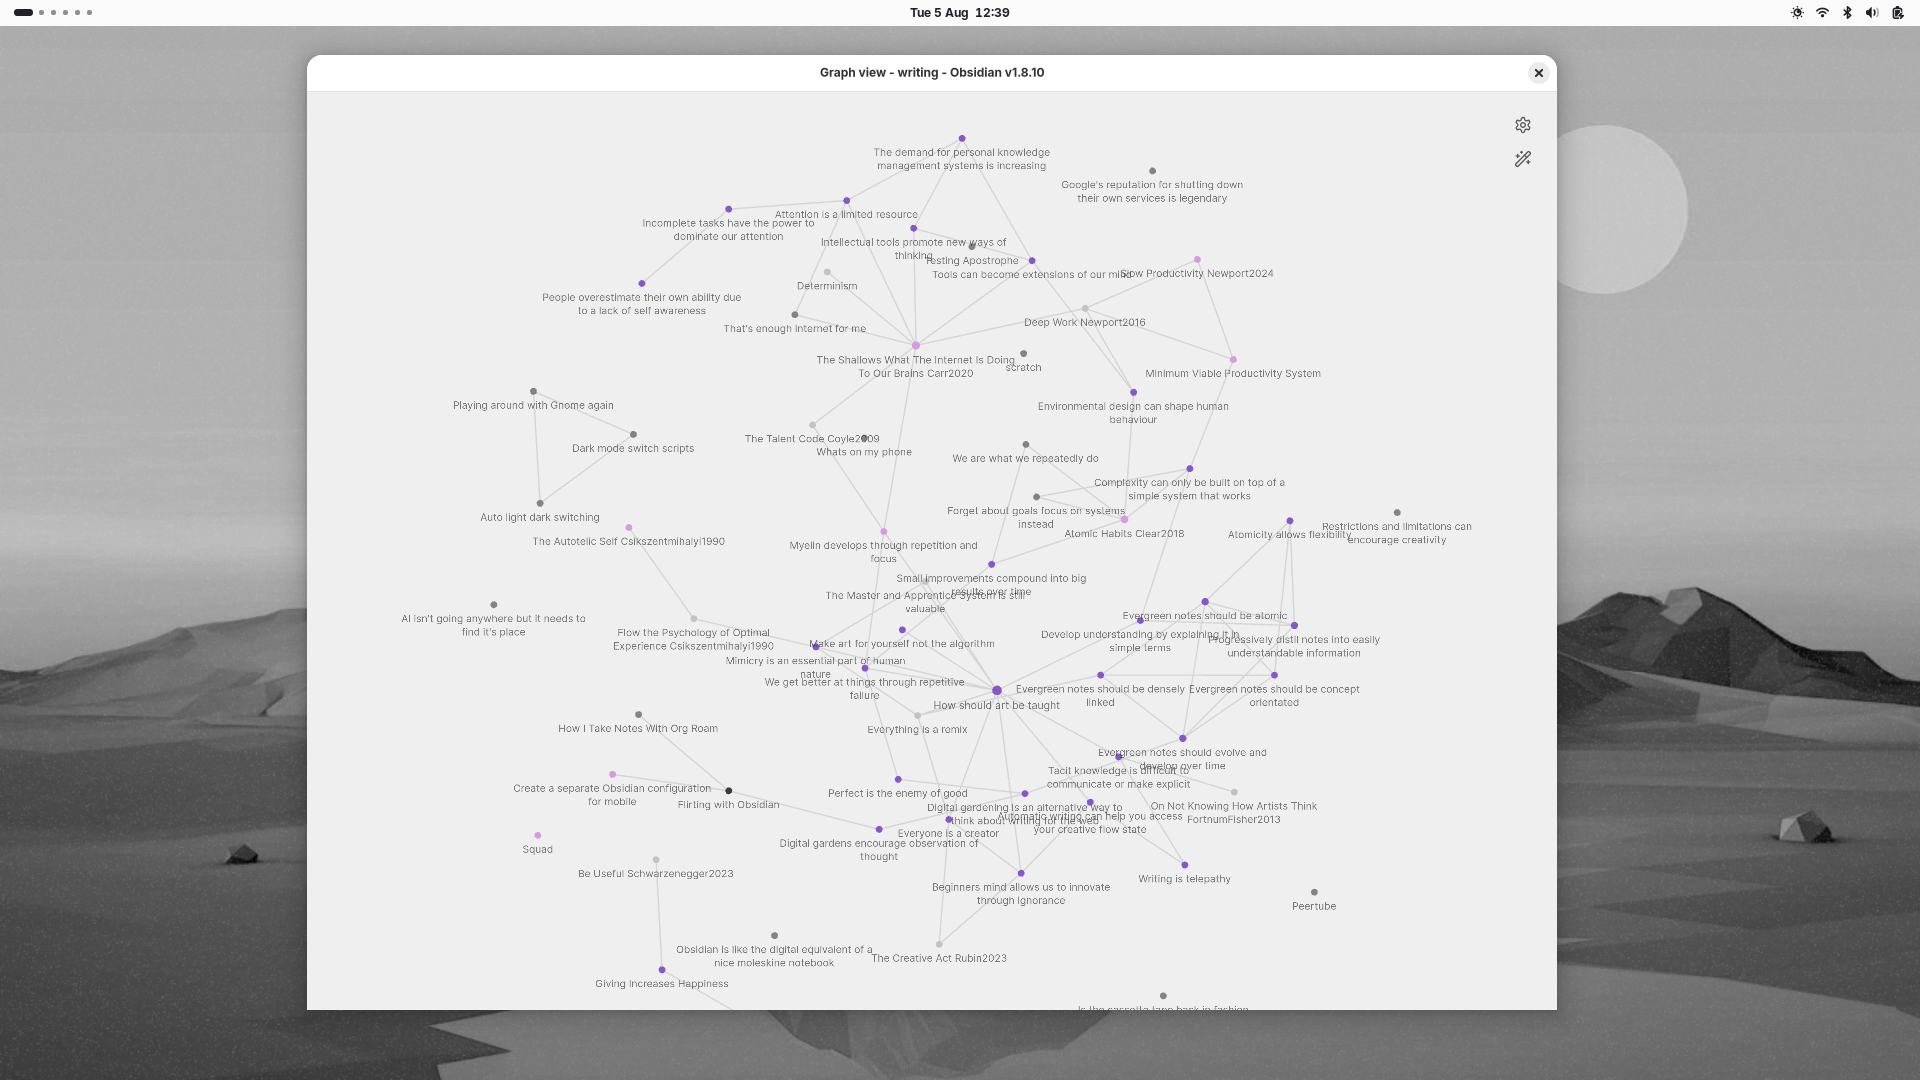 Tue 5 Aug 12:39
Graph view - writing - Obsidian v1.8.10
The demand for personal knowledge
management systems is increasing
Google's reputation for shutting down
their own services is legendary
Attention is a limited resource
Incomplete tasks have the power to
dominate our attention
Intellectual tools promote new ways of
thinking
Testing Apostrophe
Tools can become extensions of our mind
Slow Productivity Newport2024
Determinism
People overestimate their own ability due
to a lack of self awareness
That's enough internet for me
Deep Work Newport2016
The Shallows What The Internet Is Doing
To Our Brains Carr2020
scratch
Minimum Viable Productivity System
Playing around with Gnome again
Environmental design can shape human
behaviour
Dark mode switch scripts
The Talent Code Coyle2009
Whats on my phone
We are what we repeatedly do
Complexity can only be built on top of a
simple system that works
Auto light dark switching
Forget about goals focus on systems
instead
Restrictions and limitations can
encourage creativity
Atomic Habits Clear2018
Atomicity allows flexibility
The Autotelic Self Csikszentmihalyi1990
Myelin develops through repetition and
focus
Small improvements compound into big
results over time
The Master and Apprentice System is still
valuable
AI isn't going anywhere but it needs to
find it's place
Evergreen notes should be atomic
Flow the Psychology of Optimal
Experience Csikszentmihalyi1990
Make art for yourself not the algorithm
Develop understanding by explaining it in
simple terms
Progressively distil notes into easily
understandable information
Mimicry is an essential part of human
nature
We get better at things through repetitive
failure
Evergreen notes should be densely
linked
Evergreen notes should be concept
orientated
How should art be taught
How I Take Notes With Org Roam
Everything is a remix
Evergreen notes should evolve and
develop over time
Tacit knowledge is difficult to
communicate or make explicit
Create a separate Obsidian configuration
for mobile
Flirting with Obsidian
Perfect is the enemy of good
Digital gardening is an alternative way to
think about writing for the web
On Not Knowing How Artists Think
FortnumFisher2013
Automatic writing can help you access
your creative flow state
Everyone is a creator
Squad
Digital gardens encourage observation of
thought
Be Useful Schwarzenegger2023
Writing is telepathy
Beginners mind allows us to innovate
through ignorance
Peertube
Obsidian is like the digital equivalent of a
nice moleskine notebook
The Creative Act Rubin2023
Giving Increases Happiness
Is the cassette tape back in fashion